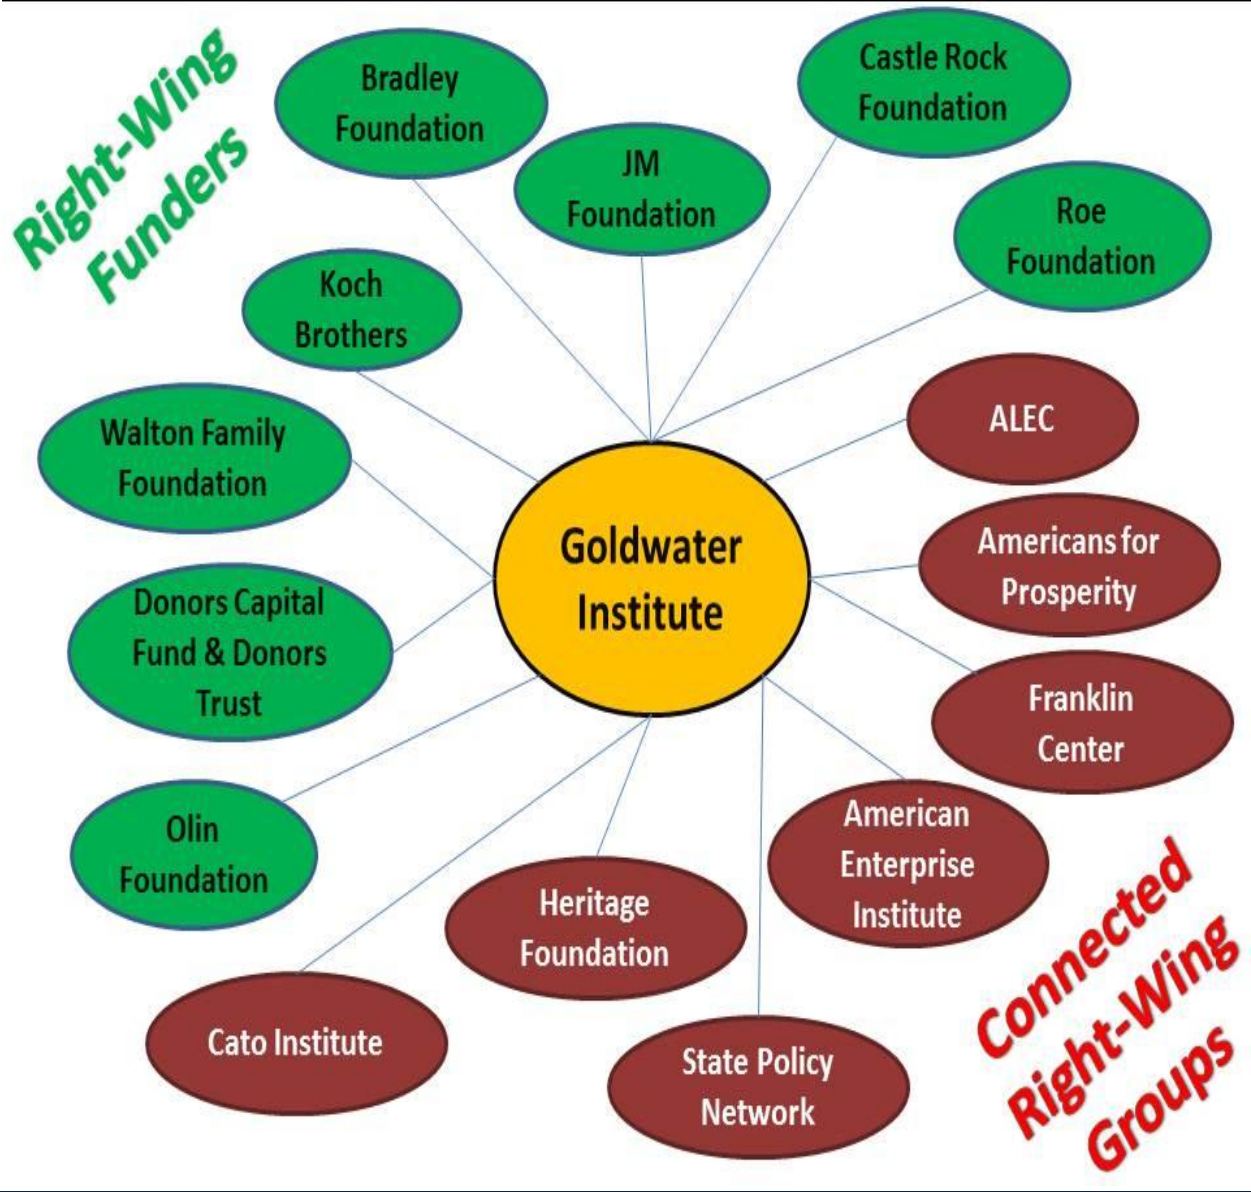 Right-Wing
Funders
Bradley
Foundation
JM
Foundation
Castle Rock
Foundation
Roe
Foundation
Koch
Brothers
Walton Family
Foundation
Donors Capital
Fund & Donors
Trust
Olin
Foundation
Goldwater
Institute
ALEC
Americans for
Prosperity
Franklin
Center
American
Enterprise
Institute
Heritage
Foundation
State Policy
Network
Cato Institute
Connected
Right-Wing
Groups